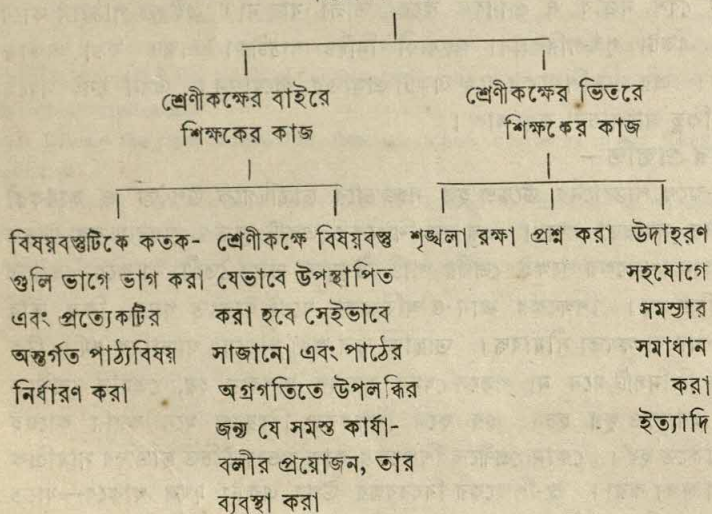 শ্রেণীকক্ষের বাইরে
শিক্ষকের কাজ
শ্রেণীকক্ষের ভিতরে
শিক্ষকের কাজ
বিষয়বস্তুটিকে কতক-
গুলি ভাগে ভাগ করা
এবং প্রত্যেকটির
অন্তর্গত পাঠ্যবিষয়
নির্ধারণ করা
শ্রেণীকক্ষে বিষয়বস্তু
যেভাবে উপস্থাপিত
করা হবে সেইভাবে
সাজানো এবং পাঠের
অগ্রগতিতে উপলব্ধির
জন্য যে সমস্ত কার্যা-
বলীর প্রয়োজন, তার
ব্যবস্থা করা
শৃঙ্খলা রক্ষা
প্রশ্ন করা
উদাহরণ
সহযোগে
সমস্যার
সমাধান
করা
ইত্যাদি